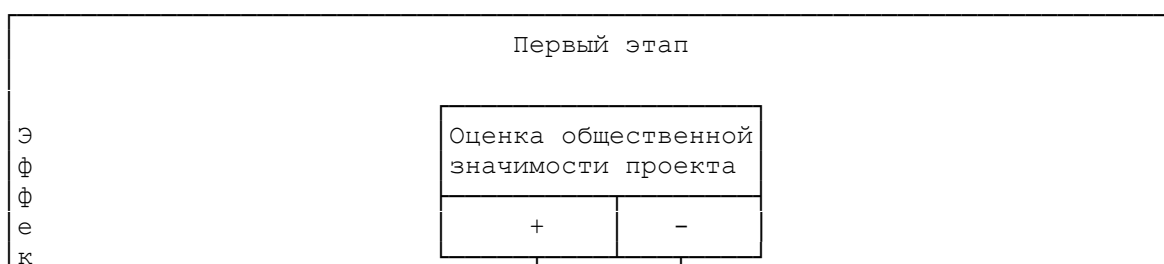 Первый этап
Оценка общественной
значимости проекта
+ -
Э
ф
ф
е
к